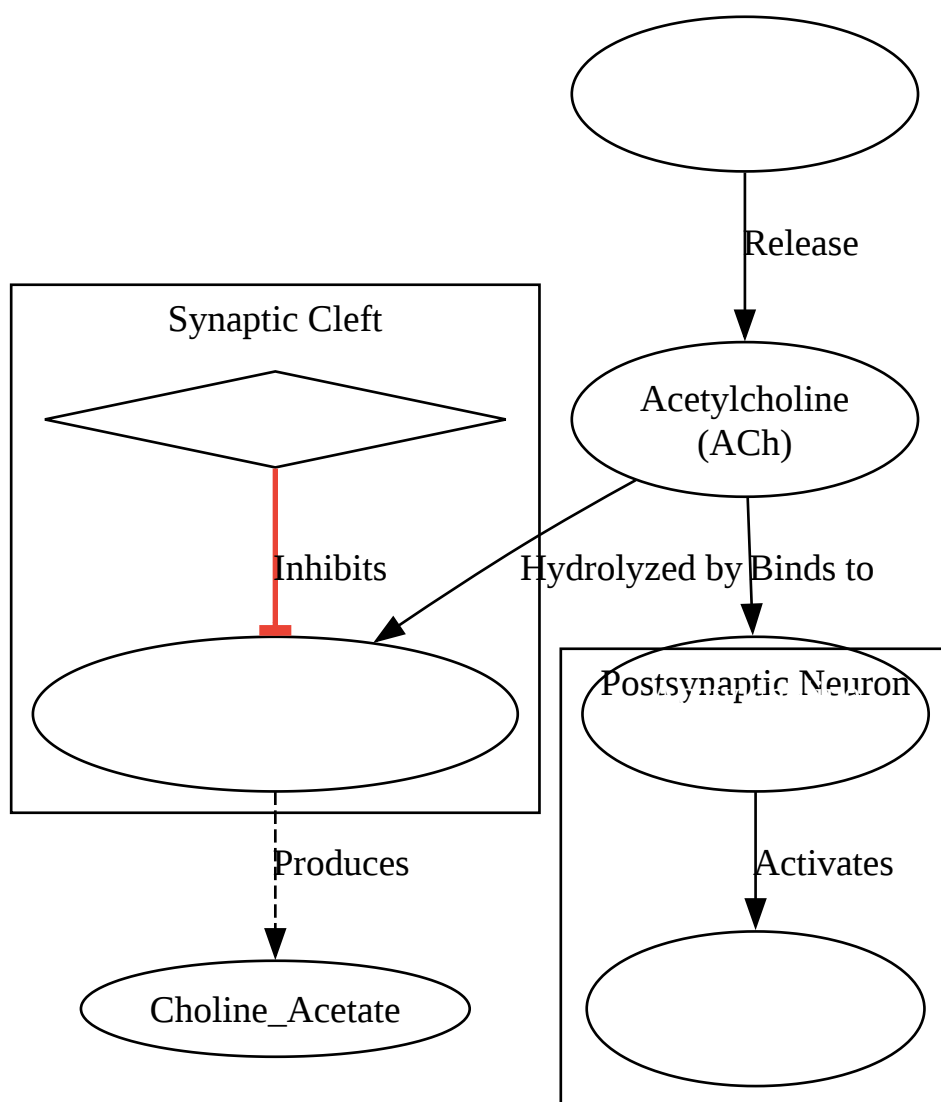 Release
Synaptic Cleft
Acetylcholine
(ACh)
Inhibits
Hydrolyzed by
Binds to
Postsynaptic Neuron
Produces
Activates
Choline_Acetate